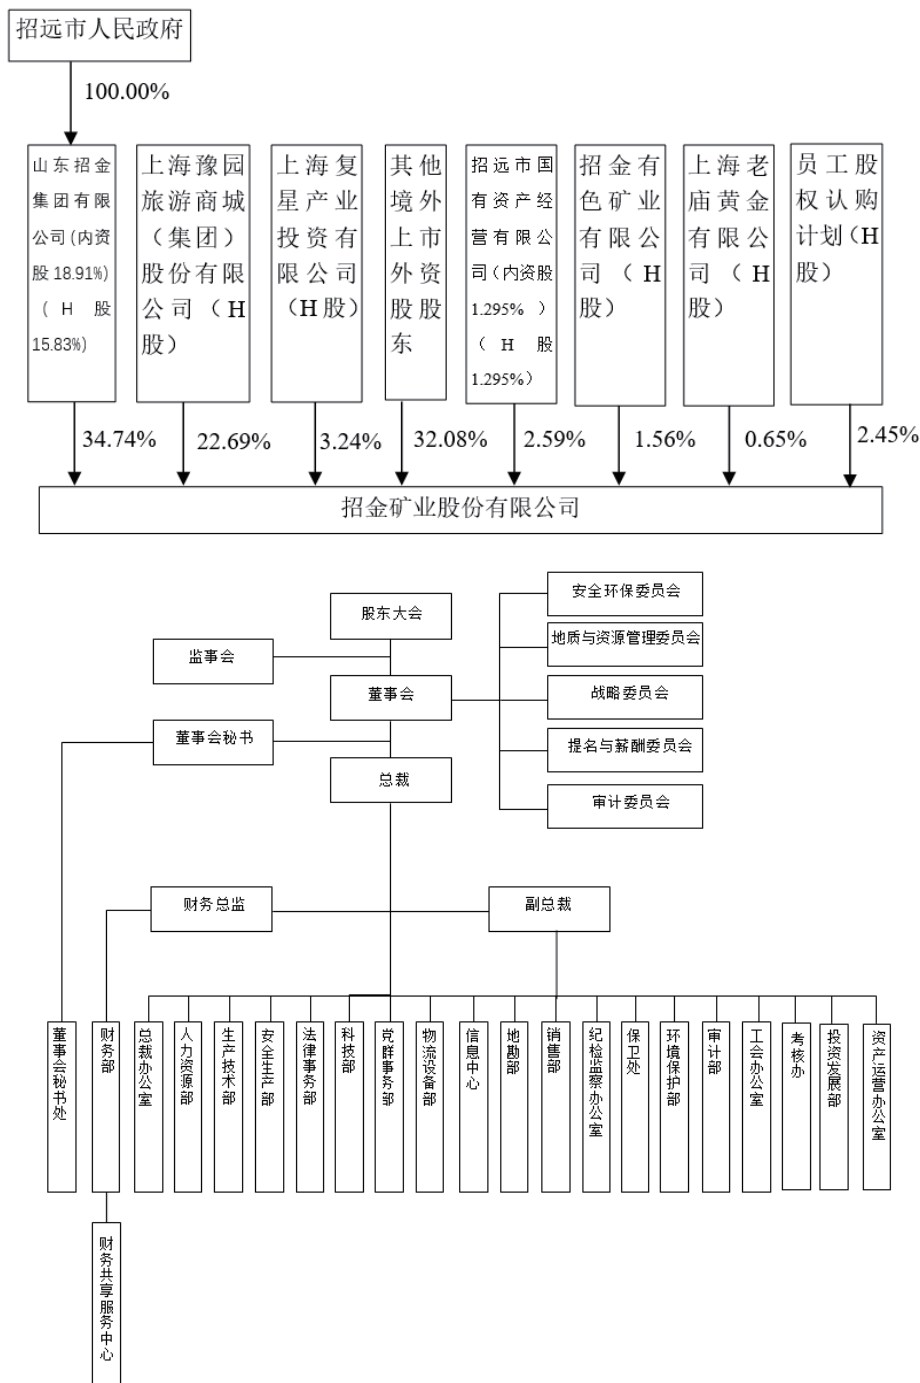 招远市人民政府
100.00%
山东招金
集团有限
公司(内资
股18.91%)
(H股
15.83%)
上海豫园
旅游商城
（集团）
股份有限
公司（H
股）
上海复
星产业
投资有
限公司
（H股）
其他
境外
上市
外资
股股
东
招远市国
有资产经
营有限公
司（内资股
1.295%）
（H股
1.295%）
招金有
色矿业
有限公
司（H
股）
上海老
庙黄金
有限公
司（H
股）
员工股
权认购
计划（H
股）
34.74%
22.69%
3.24%
32.08%
2.59%
1.56%
0.65%
2.45%
招金矿业股份有限公司
股东大会
监事会
董事会
董事会秘书
总裁
安全环保委员会
地质与资源管理委员会
战略委员会
提名与薪酬委员会
审计委员会
财务总监
副总裁
董事会秘书处
财务部
总裁办公室
人力资源部
生产技术部
安全生产部
法律事务部
科技部
党群事务部
物流设备部
信息中心
地勘部
销售部
纪检监察办公室
保卫处
环境保护部
审计部
工会办公室
考核办
投资发展部
资产运营办公室
财务共享服务中心